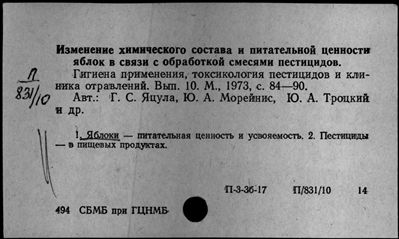 Изменение химического состава и питательной ценности
яблок в связи с обработкой смесями пестицидов.
П
831/10
Гигиена применения, токсикология пестицидов и кли-
ника отравлений. Вып. 10. М., 1973, с. 84—90.
Авт.: Г. С. Яцула, Ю. А. Морейнис, Ю. А. Троцкий
и др.
1. Яблоки — питательная ценность и усвояемость. 2. Пестициды
— в пищевых продуктах.
П-3-36-17 П/831/10 14
494 СБМБ при ГЦНМБ